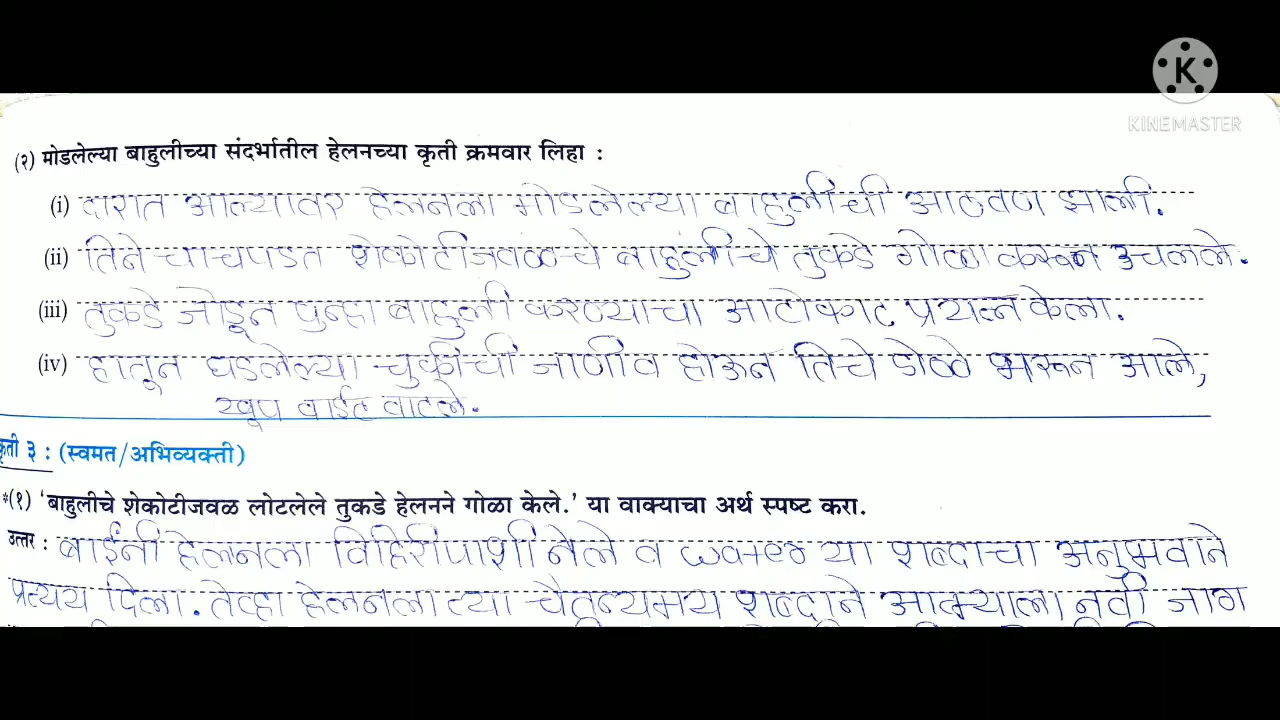 KINEMASTER
(२) मोडलेल्या बाहुलीच्या संदर्भातील हेलनच्या कृती क्रमवार लिहा :
(i) दारात आल्यावर हेलनला मोडलेल्या बाहुलीची आठवण झाली.
(ii) तिने चाचपडत शेकोटीजवळचे बाहुलीचे तुकडे गोळा करून उचलले.
(iii) तुकडे जोडून पुन्हा बाहुली करण्याचा आटोकाट प्रयत्न केला.
(iv) हातून घडलेल्या चुकीची जाणीव होऊन तिचे डोळे भरून आले,
खूप वाईट वाटले.
कृती ३ : (स्वमत/अभिव्यक्ती)
*(१) 'बाहुलीचे शेकोटीजवळ लोटलेले तुकडे हेलनने गोळा केले.' या वाक्याचा अर्थ स्पष्ट करा.
उत्तर : बाईंनी हेलनला विहिरीपाशी नेले व water या शब्दाचा अनुभवाने
प्रत्यय दिला. तेव्हा हेलनला त्या चैतन्यमय शब्दाने आत्म्याला नवी जाग